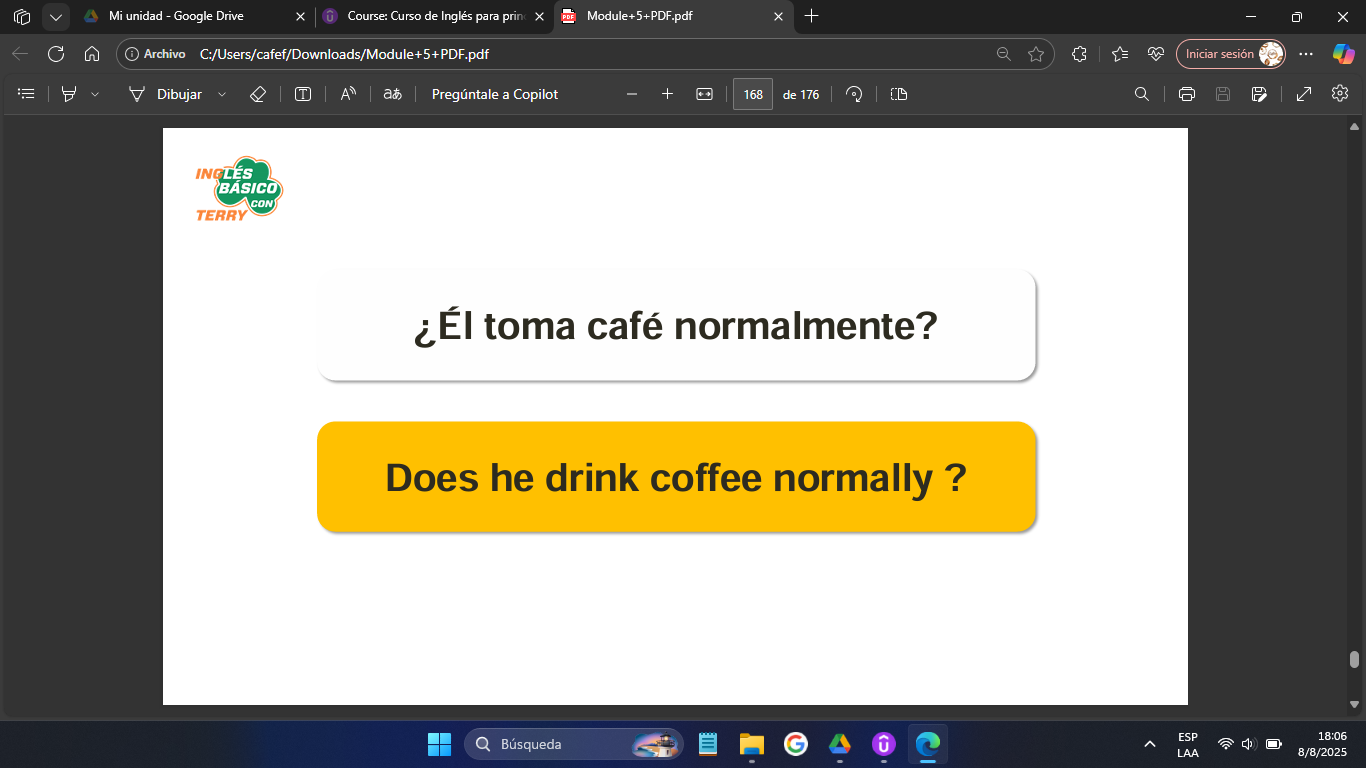 Mi unidad - Google Drive
Course: Curso de Inglés para prin
Module+5+PDF.pdf
Archivo C:/Users/cafef/Downloads/Module+5+PDF.pdf
Iniciar sesión
Dibujar
aあ
Pregúntale a Copilot
168 de 176
INGLÉS
BÁSICO
CON
TERRY
¿Él toma café normalmente?
Does he drink coffee normally ?
Búsqueda
ESP
LAA
18:06
8/8/2025